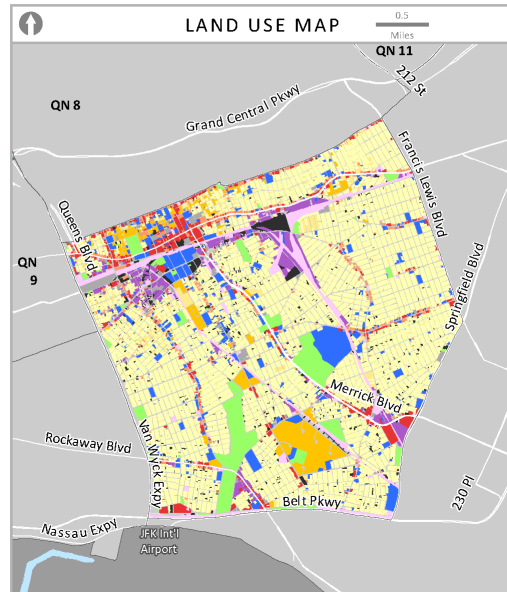 LAND USE MAP
0.5
Miles
QN 11
212 St
QN 8
Grand Central Pkwy
Francis Lewis Blvd
Queens Blvd
QN
9
Springfield Blvd
Merrick Blvd
Van Wyck Expy
Rockaway Blvd
230 Pl
Belt Pkwy
Nassau Expy
JFK Int'l
Airport